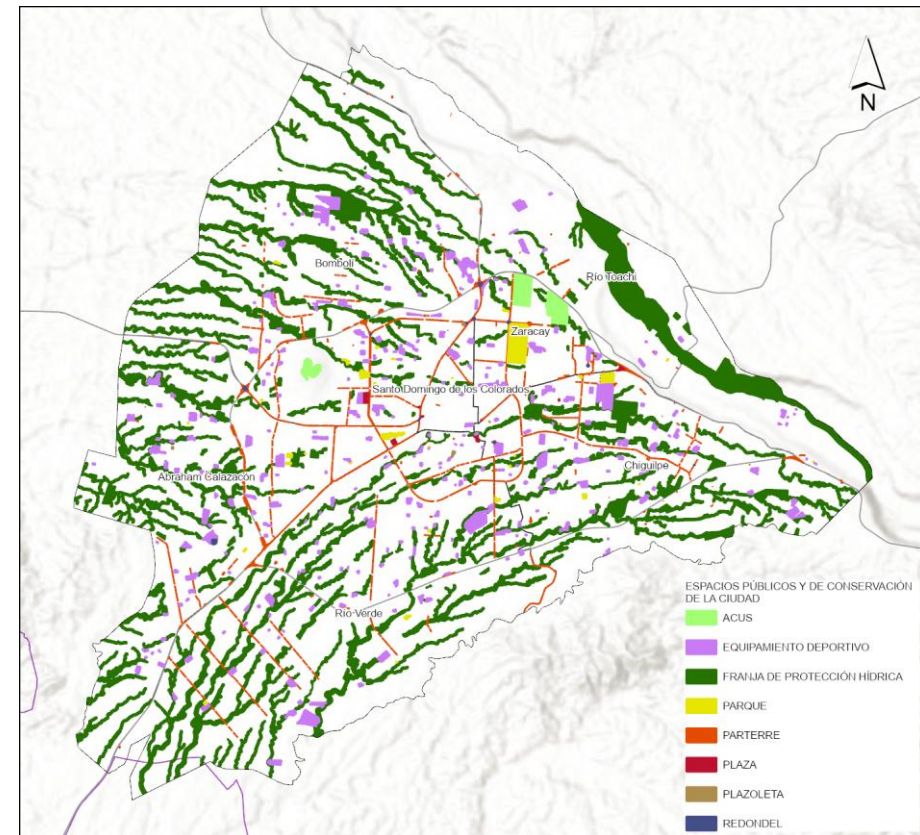 N
Bomboli
Río Toachi
Zaracay
Santo Domingo de los Colorados
Abraham Calazacón
Chiguilpe
Río Verde
ESPACIOS PÚBLICOS Y DE CONSERVACIÓN
DE LA CIUDAD
ACUS
EQUIPAMIENTO DEPORTIVO
FRANJA DE PROTECCIÓN HÍDRICA
PARQUE
PARTERRE
PLAZA
PLAZOLETA
REDONDEL